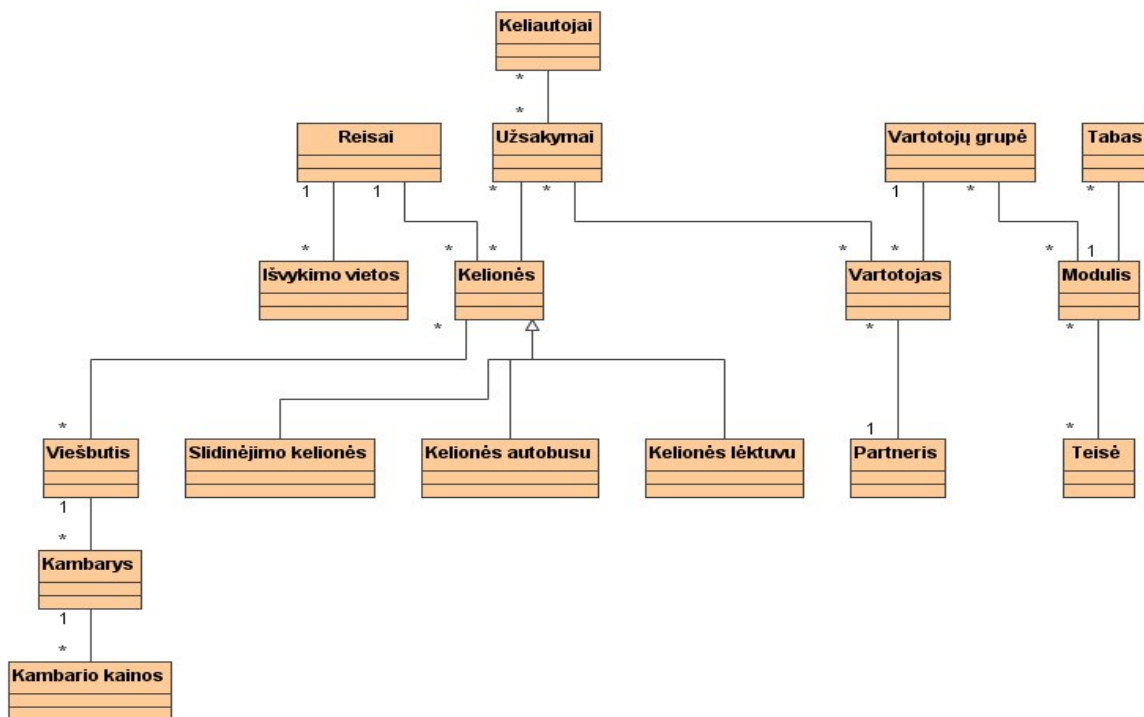 Keliautojai
*
*
Reisai
Užsakymai
Vartotojų grupė
Tabas
1
1
*
*
1
*
*
*
*
*
*
*
*
1
Išvykimo vietos
Kelionės
Vartotojas
Modulis
*
*
*
*
1
*
Viešbutis
Slidinėjimo kelionės
Kelionės autobusu
Kelionės lėktuvu
Partneris
Teisė
1
*
Kambarys
1
*
Kambario kainos